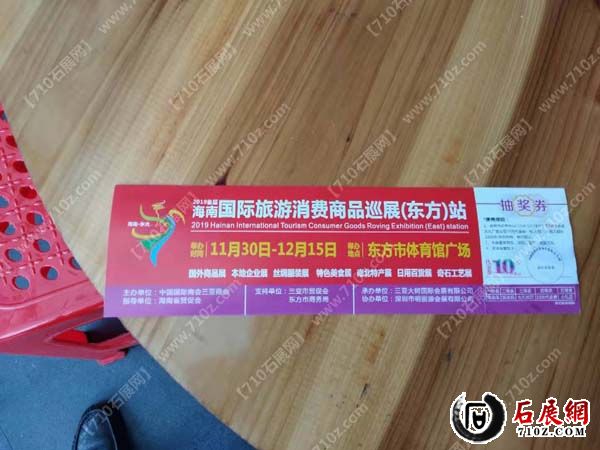 2019首届
海南国际旅游消费商品巡展(东方)站
2019 Hainan International Tourism Consumer Goods Roving Exhibition (East) station
海南·东方
举办时间 11月30日-12月15日 举办地点 东方市体育馆广场
国外商品展 本地企业展 丝绸服装展 特色美食展 南北特产展 日用百货展 奇石工艺展
主办单位：中国国际商会三亚商会 支持单位：三亚市贸促会 承办单位：三亚大树国际会展有限公司
指导单位：海南省贸促会 东方市商务局 协办单位：深圳市明宸源会展有限公司
抽奖券
10
【710石展网】
www.710z.com
石展網
710Z.COM